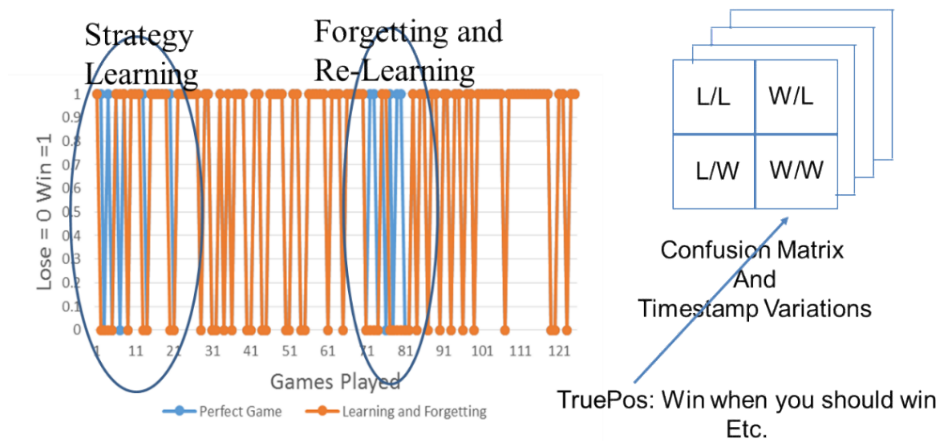 Strategy
Learning
Forgetting and
Re-Learning
Lose = 0 Win =1
1
0.9
0.8
0.7
0.6
0.5
0.4
0.3
0.2
0.1
0
1 11 21 31 41 51 61 71 81 91 101 111 121
Games Played
Perfect Game Learning and Forgetting
L/L W/L
L/W W/W
Confusion Matrix
And
Timestamp Variations
TruePos: Win when you should win
Etc.